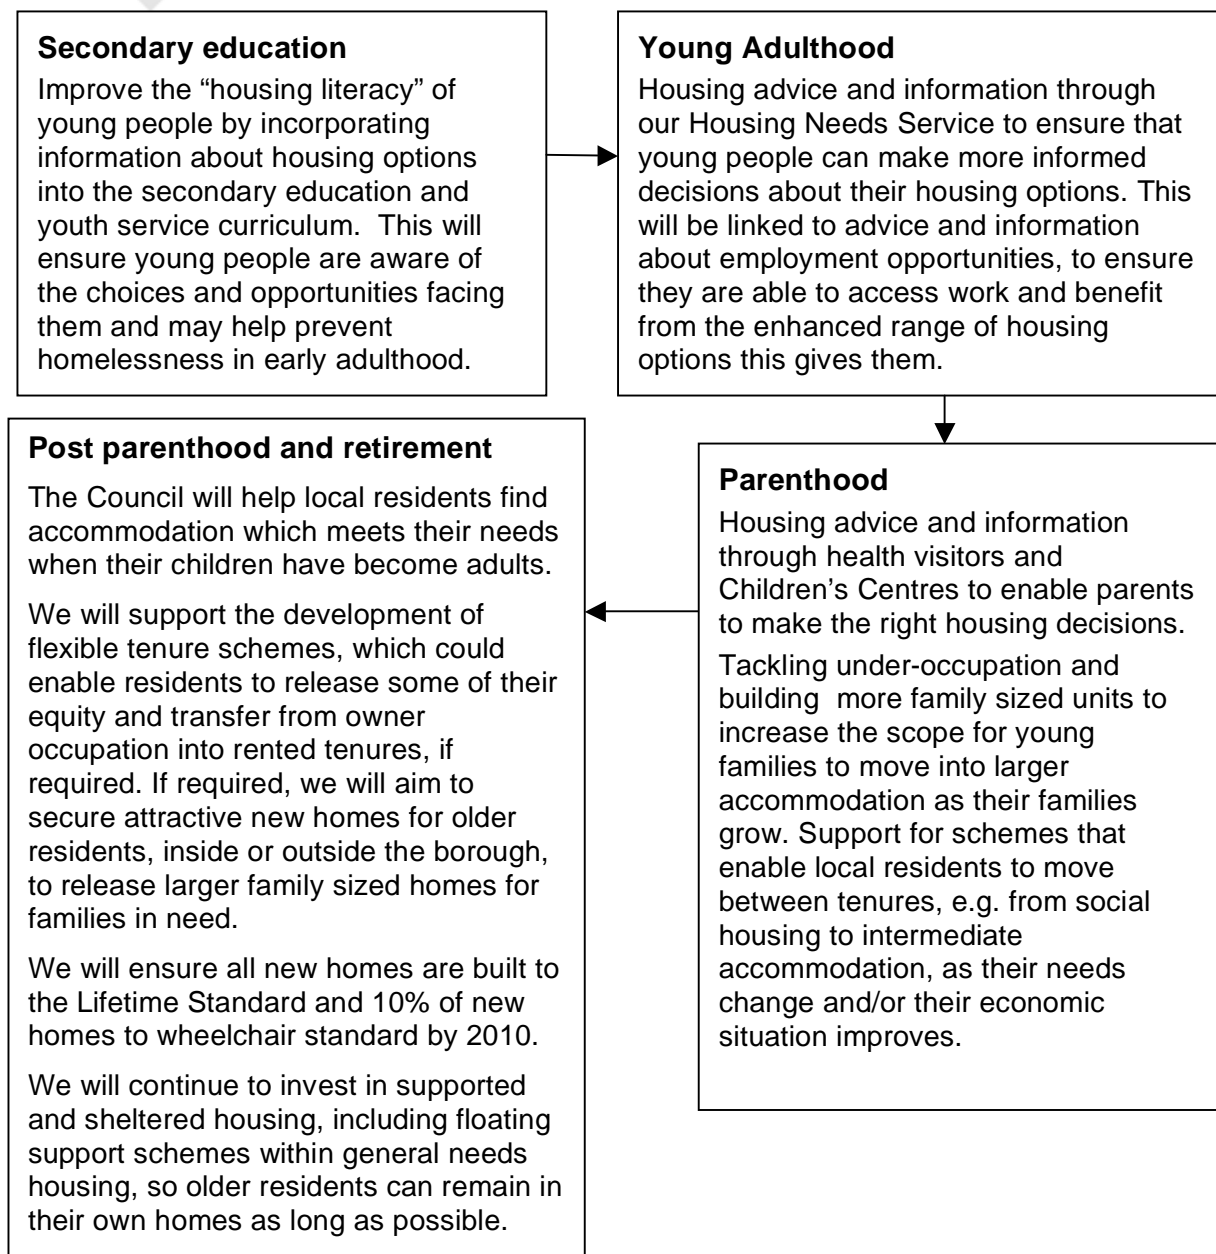 Secondary education
Improve the “housing literacy” of
young people by incorporating
information about housing options
into the secondary education and
youth service curriculum.  This will
ensure young people are aware of
the choices and opportunities facing
them and may help prevent
homelessness in early adulthood.
Young Adulthood
Housing advice and information through
our Housing Needs Service to ensure that
young people can make more informed
decisions about their housing options. This
will be linked to advice and information
about employment opportunities, to ensure
they are able to access work and benefit
from the enhanced range of housing
options this gives them.
Parenthood
Housing advice and information
through health visitors and
Children’s Centres to enable parents
to make the right housing decisions.
Tackling under-occupation and
building  more family sized units to
increase the scope for young
families to move into larger
accommodation as their families
grow. Support for schemes that
enable local residents to move
between tenures, e.g. from social
housing to intermediate
accommodation, as their needs
change and/or their economic
situation improves.
Post parenthood and retirement
The Council will help local residents find
accommodation which meets their needs
when their children have become adults.
We will support the development of
flexible tenure schemes, which could
enable residents to release some of their
equity and transfer from owner
occupation into rented tenures, if
required. If required, we will aim to
secure attractive new homes for older
residents, inside or outside the borough,
to release larger family sized homes for
families in need.
We will ensure all new homes are built to
the Lifetime Standard and 10% of new
homes to wheelchair standard by 2010.
We will continue to invest in supported
and sheltered housing, including floating
support schemes within general needs
housing, so older residents can remain in
their own homes as long as possible.